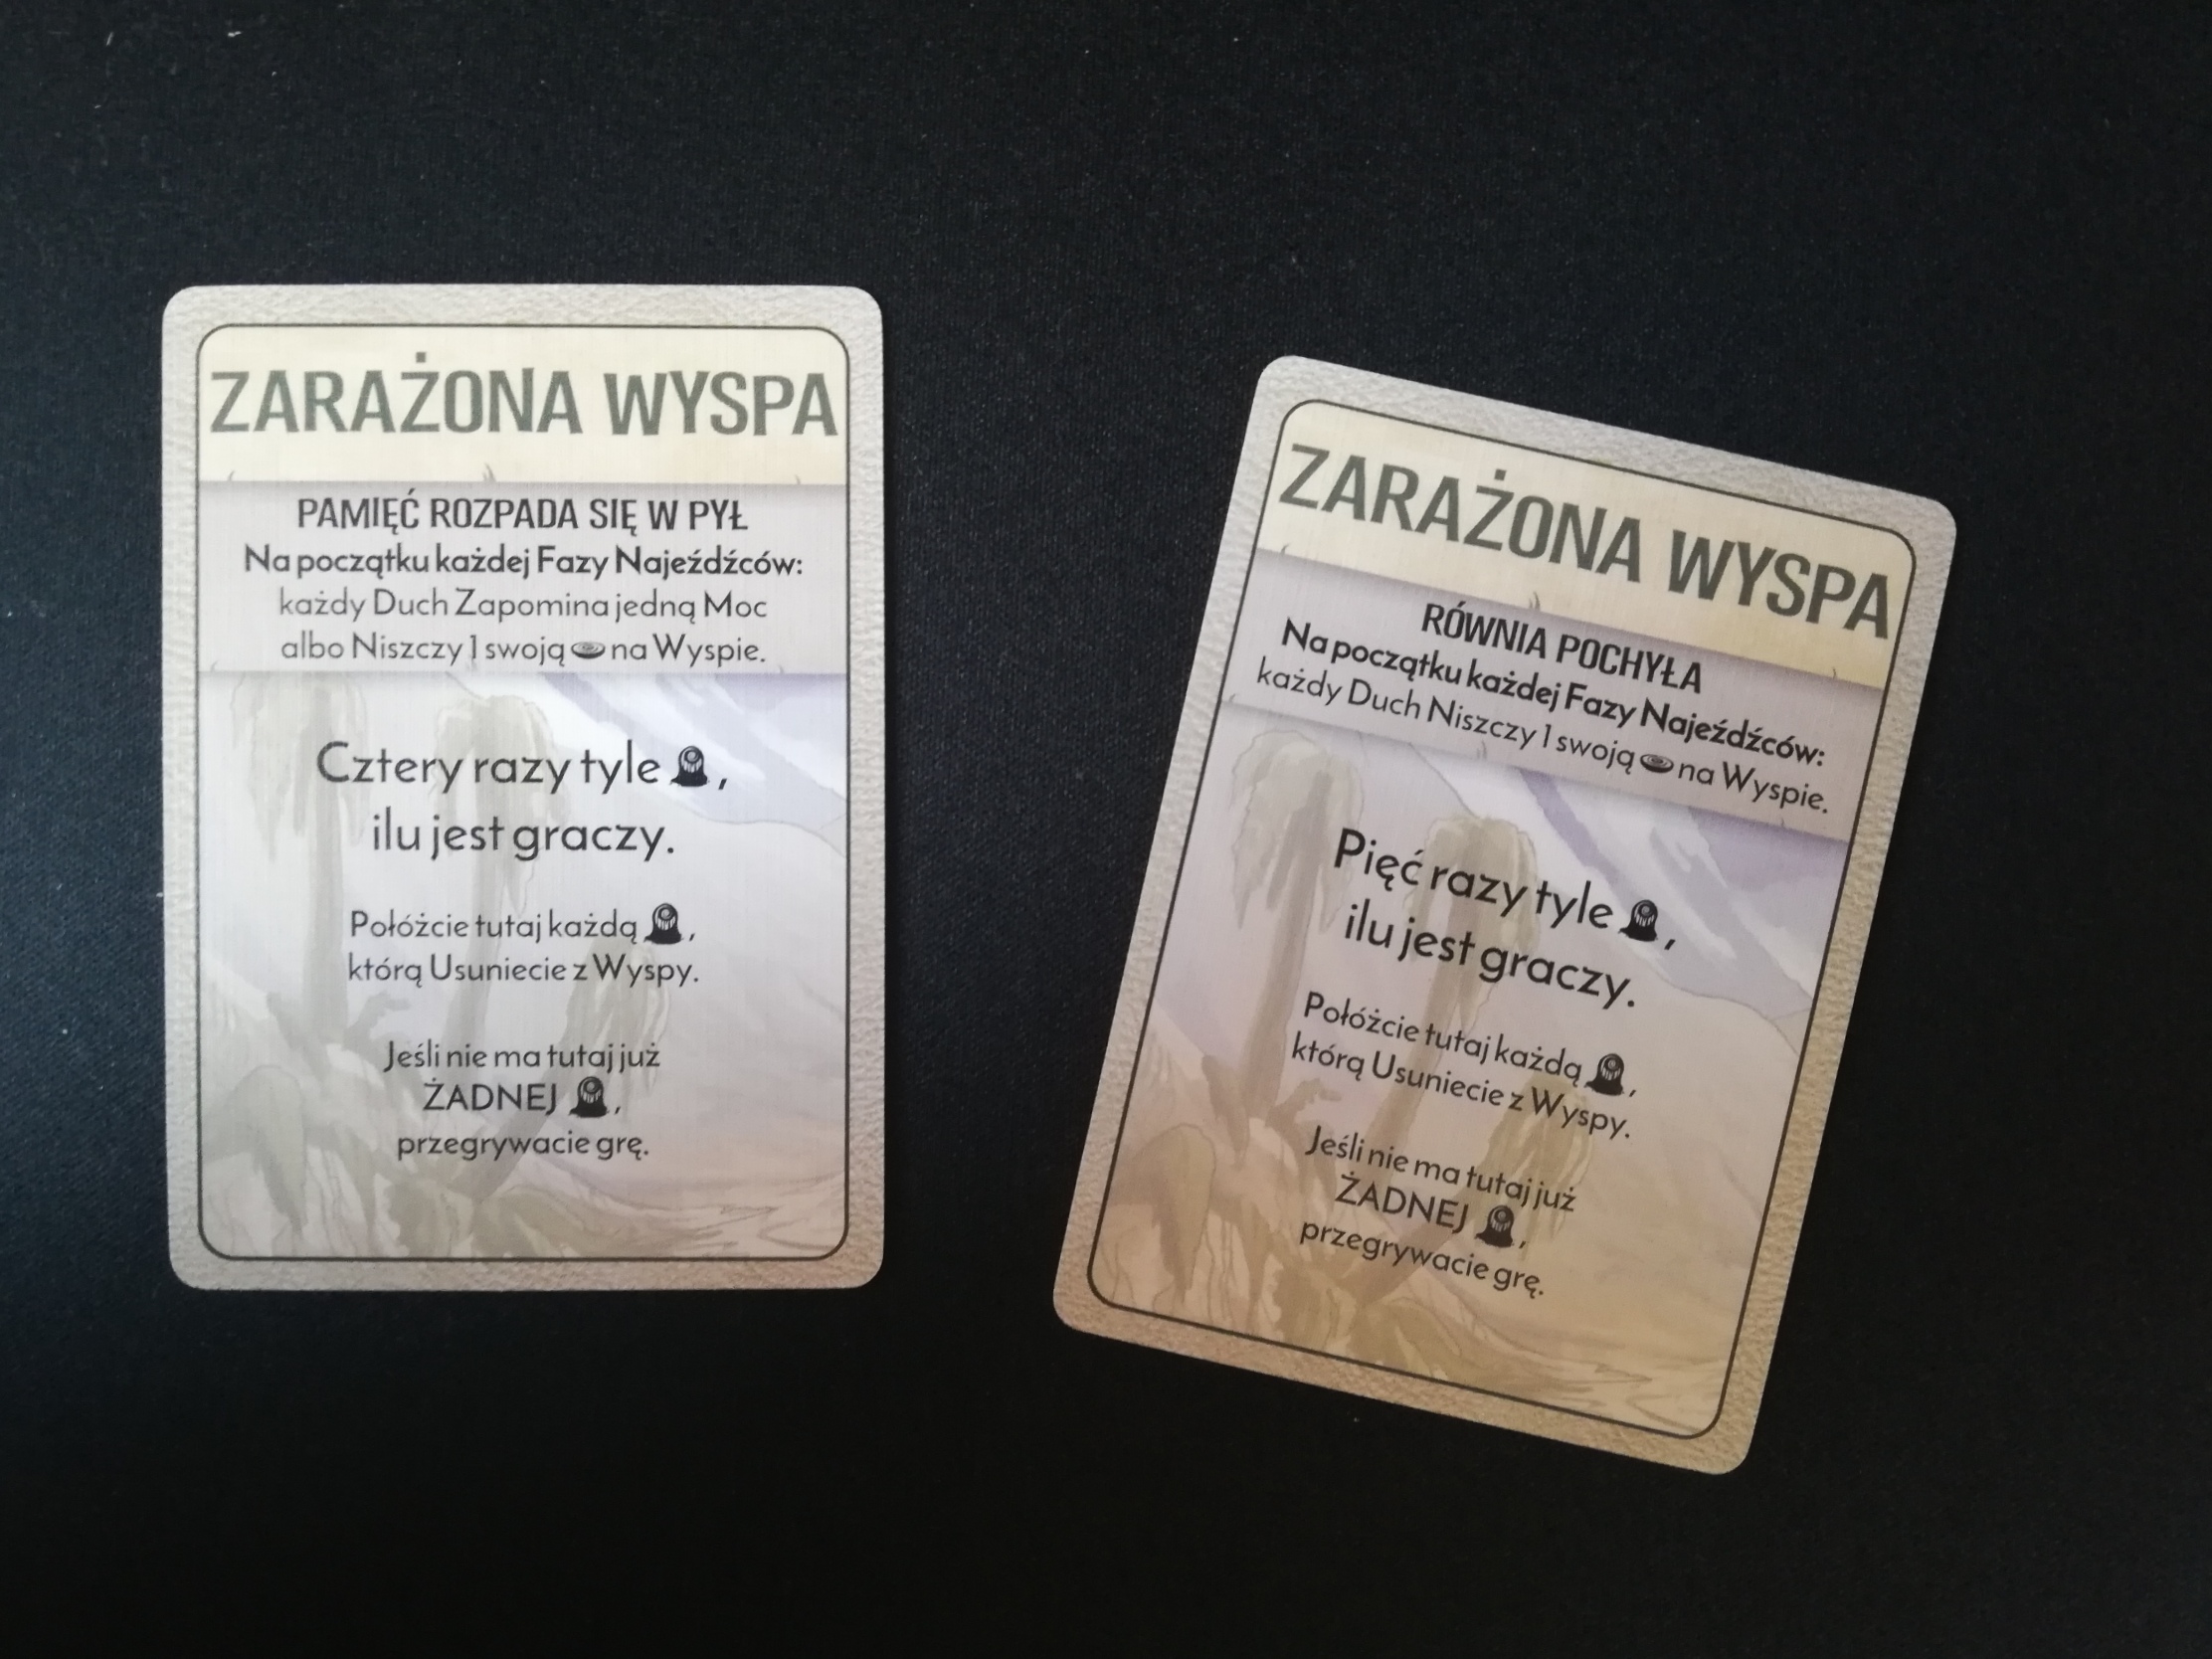 ZARAŻONA WYSPA
PAMIĘĆ ROZPADA SIĘ W PYŁ
Na początku każdej Fazy Najeźdźców:
każdy Duch Zapomina jedną Moc
albo Niszczy 1 swoją na Wyspie.
Cztery razy tyle ,
ilu jest graczy.
Połóżcie tutaj każdą ,
którą Usuniecie z Wyspy.
Jeśli nie ma tutaj już
ŻADNEJ ,
przegrywacie grę.
ZARAŻONA WYSPA
RÓWNIA POCHYŁA
Na początku każdej Fazy Najeźdźców:
każdy Duch Niszczy 1 swoją na Wyspie.
Pięć razy tyle ,
ilu jest graczy.
Połóżcie tutaj każdą ,
którą Usuniecie z Wyspy.
Jeśli nie ma tutaj już
ŻADNEJ ,
przegrywacie grę.